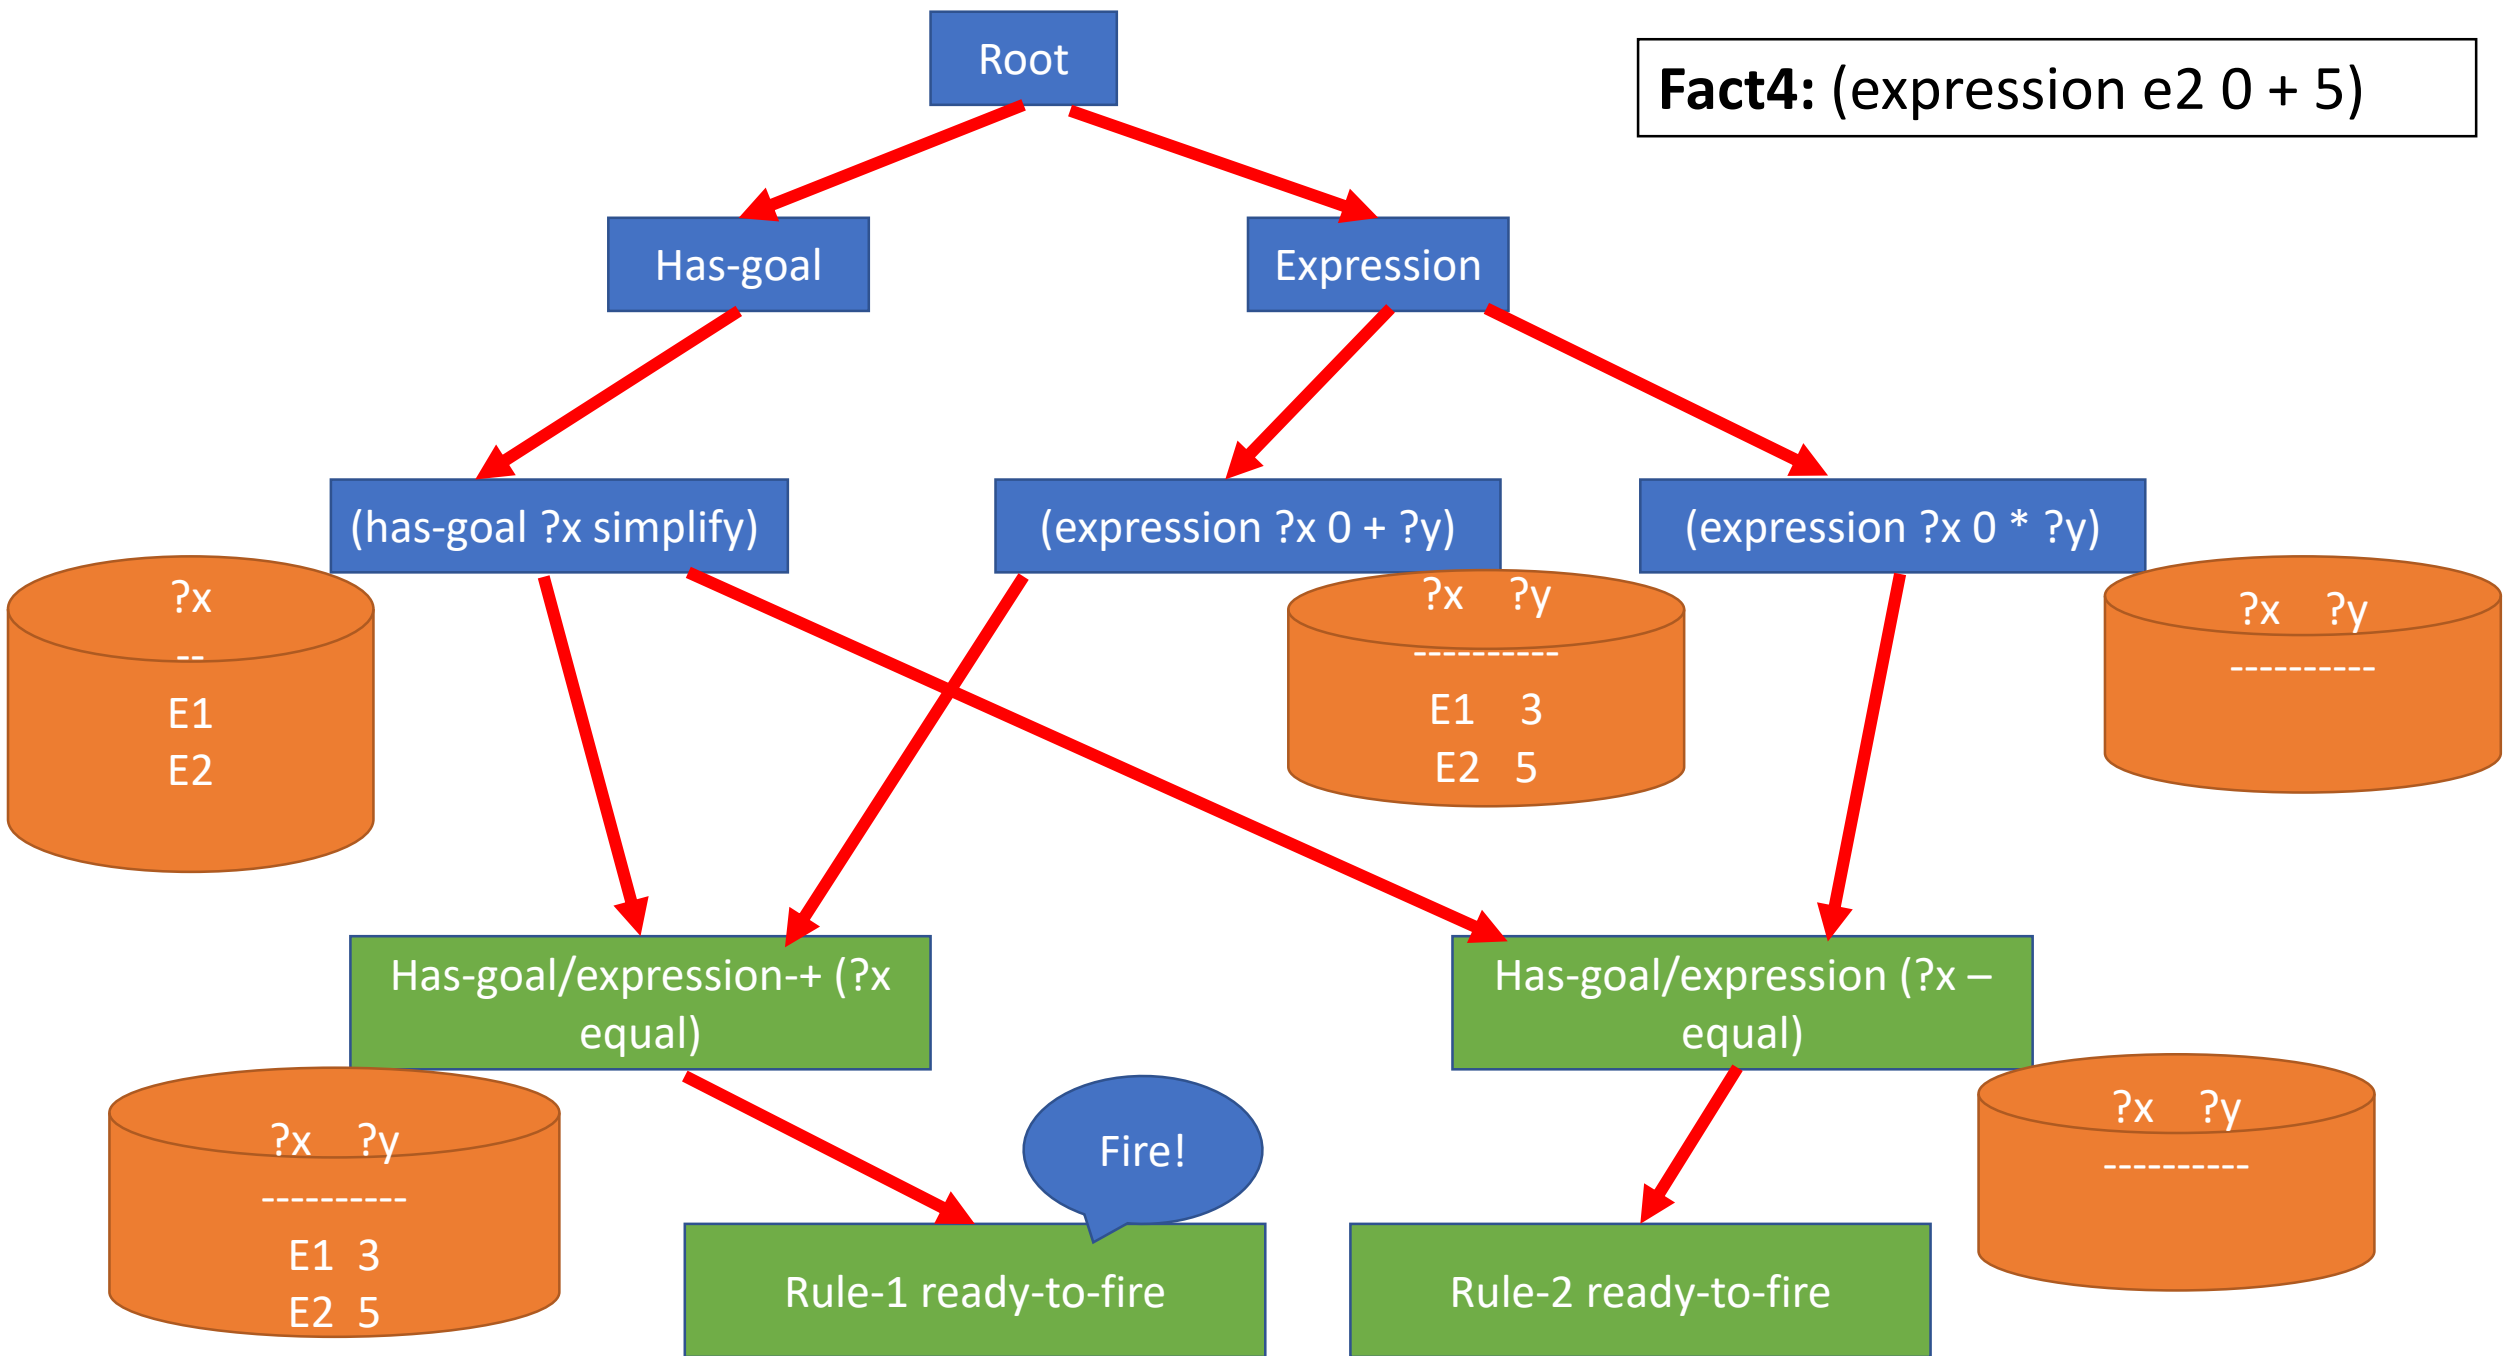 Root
Fact4: (expression e2 0 + 5)
Has-goal
Expression
(has-goal ?x simplify)
(expression ?x 0 + ?y)
(expression ?x 0 * ?y)
?x
--
E1
E2
?x ?y
----------
E1 3
E2 5
?x ?y
----------
Has-goal/expression-+ (?x
equal)
Has-goal/expression (?x –
equal)
?x ?y
----------
E1 3
E2 5
Fire!
?x ?y
----------
Rule-1 ready-to-fire
Rule-2 ready-to-fire